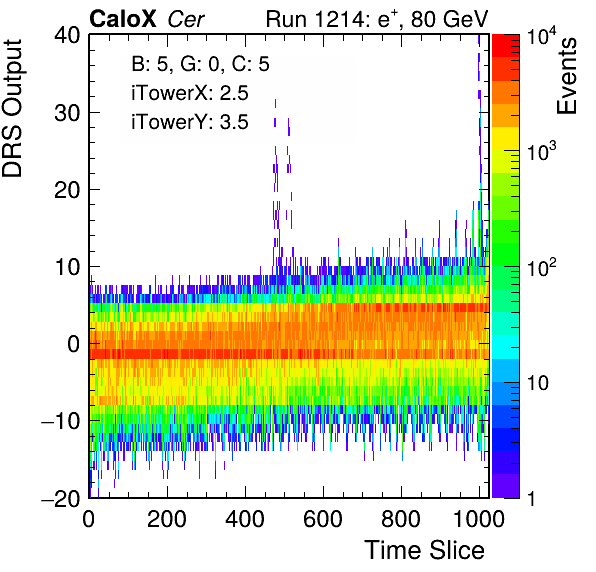 CaloX Cer
Run 1214: e+, 80 GeV
B: 5, G: 0, C: 5
iTowerX: 2.5
iTowerY: 3.5
DRS Output
40
30
20
10
0
−10
−20
0
200
400
600
800
1000
Time Slice
Events
10^4
10^3
10^2
10
1